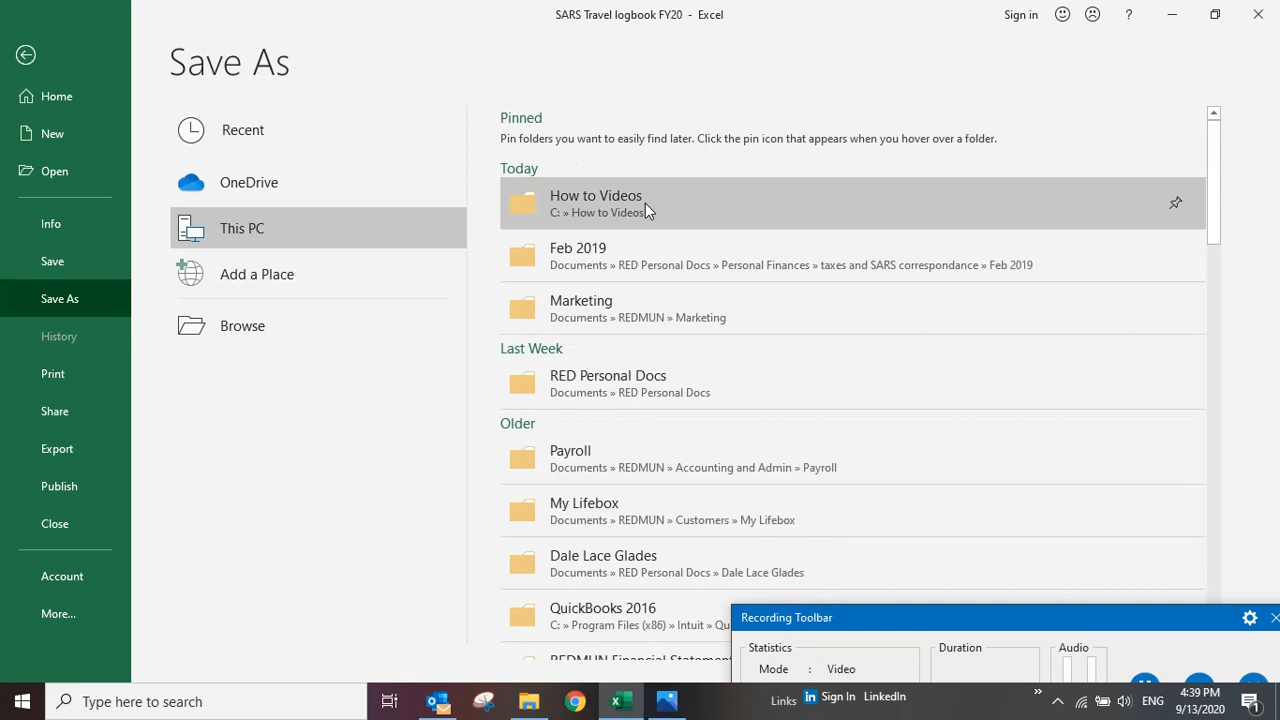 SARS Travel logbook FY20 - Excel
Sign in
?
Save As
Home
New
Open
Info
Save
Save As
History
Print
Share
Export
Publish
Close
Account
More...
Recent
OneDrive
This PC
Add a Place
Browse
Pinned
Pin folders you want to easily find later. Click the pin icon that appears when you hover over a folder.
Today
How to Videos
C: » How to Videos
Feb 2019
Documents » RED Personal Docs » Personal Finances » taxes and SARS correspondance » Feb 2019
Marketing
Documents » REDMUN » Marketing
Last Week
RED Personal Docs
Documents » RED Personal Docs
Older
Payroll
Documents » REDMUN » Accounting and Admin » Payroll
My Lifebox
Documents » REDMUN » Customers » My Lifebox
Dale Lace Glades
Documents » RED Personal Docs » Dale Lace Glades
QuickBooks 2016
C: » Program Files (x86) » Intuit »
REDMUN Financial
Recording Toolbar
Statistics
Mode : Video
Duration
Audio
Type here to search
Links
Sign In
LinkedIn
»
ENG
4:39 PM
9/13/2020
1